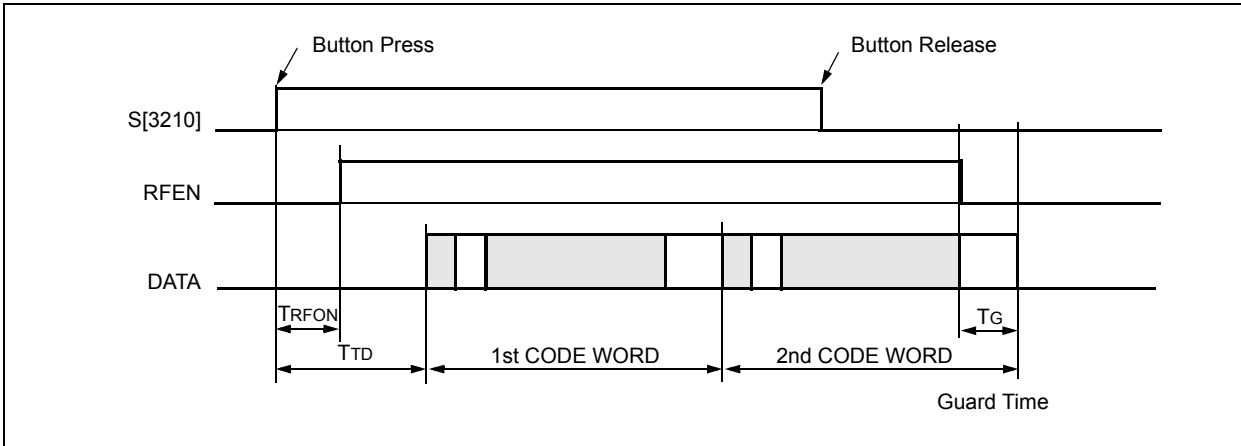 Button Press
Button Release
S[3210]
RFEN
DATA
TRFON
TG
TTD
1st CODE WORD
2nd CODE WORD
Guard Time